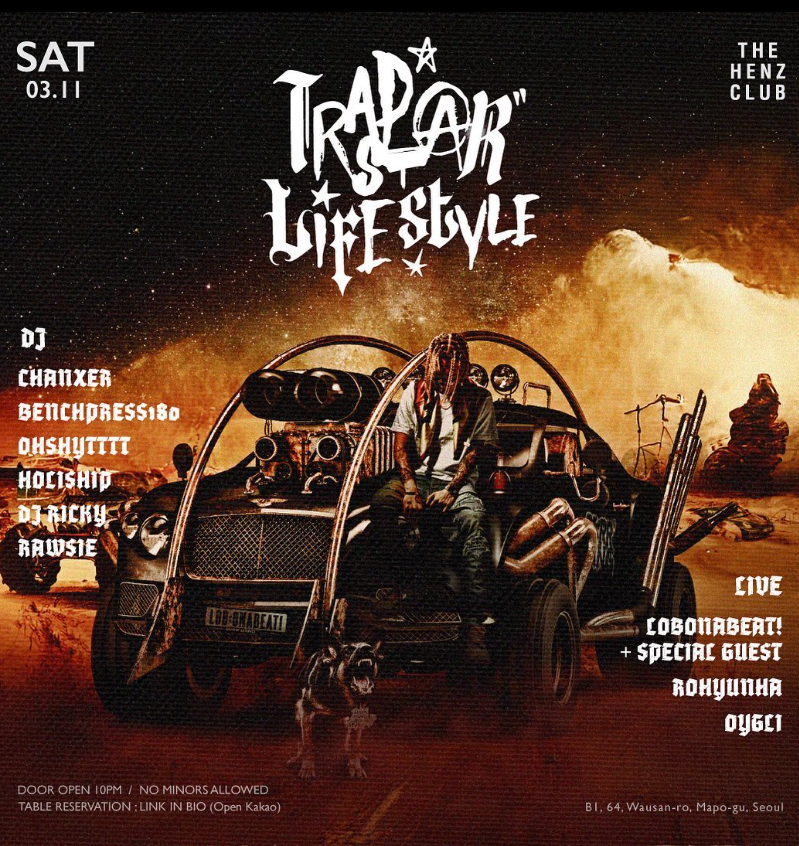 SAT
03.11
THE
HENZ
CLUB
TRAPSTAR"
LIFESTYLE
DJ
CHANXER
BENCHPRESS180
OHSHYTTTT
HOLISHIP
DJ RICKY
RAWSIE
LOBONABEAT!
LIVE
LOBONABEAT!
+ SPECIAL GUEST
ROHYUNHA
OYGLI
DOOR OPEN 10PM / NO MINORS ALLOWED
TABLE RESERVATION : LINK IN BIO (Open Kakao)
B1, 64, Wausan-ro, Mapo-gu, Seoul